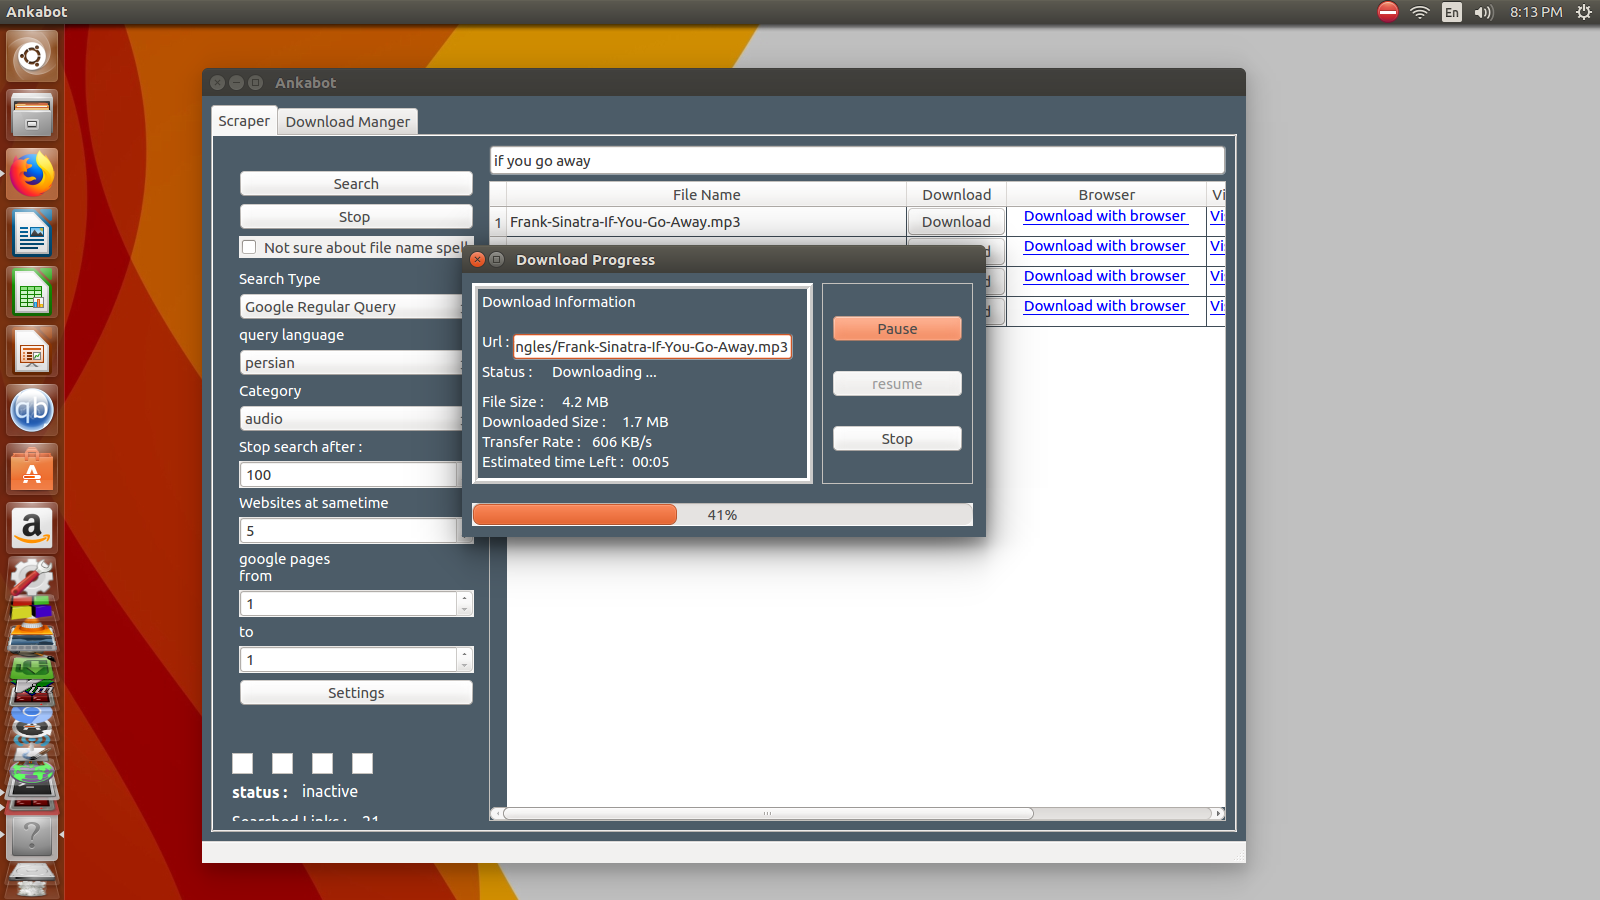 Ankabot
En
8:13 PM
Ankabot
Scraper
Download Manger
if you go away
Search
Stop
Not sure about file name spell
Search Type
Google Regular Query
query language
persian
Category
audio
Stop search after :
100
Websites at sametime
5
google pages
from
1
to
1
Settings
status :
inactive
Searched Links : 21
File Name
Download
Browser
Vi
1
Frank-Sinatra-If-You-Go-Away.mp3
Download
Download with browser
Vi
Download with browser
Vi
Download with browser
Vi
Download with browser
Vi
Download Progress
Download Information
Url :
ngles/Frank-Sinatra-If-You-Go-Away.mp3
Status : Downloading ...
File Size : 4.2 MB
Downloaded Size : 1.7 MB
Transfer Rate : 606 KB/s
Estimated time Left : 00:05
Pause
resume
Stop
41%